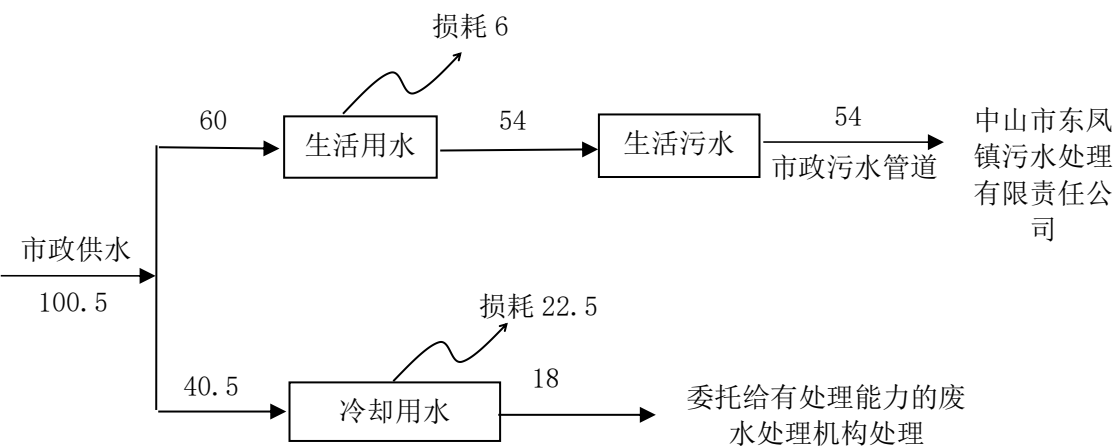 损耗 6
60
生活用水
54
生活污水
54
市政污水管道
中山市东凤
镇污水处理
有限责任公
司
市政供水
100.5
损耗 22.5
40.5
冷却用水
18
委托给有处理能力的废
水处理机构处理